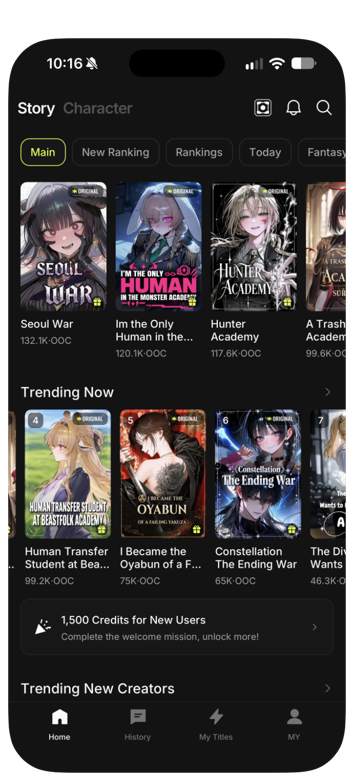 10:16
Story Character
Main New Ranking Rankings Today Fantasy
ORIGINAL ORIGINAL ORIGINAL
SEOUL
WAR
I'M THE ONLY
HUMAN
IN THE MONSTER ACADEMY
HUNTER
ACADEMY
Seoul War
132.1K·OOC
Im the Only
Human in the...
120.1K·OOC
Hunter
Academy
117.6K·OOC
A Trash
Academ
99.6K·OOC
Trending Now
4 ORIGINAL 5 ORIGINAL 6 ORIGINAL 7
HUMAN TRANSFER STUDENT
AT BEASTFOLK ACADEMY
I BECAME THE
OYABUN
OF A FAILING YAKUZA
⟨Constellation⟩
The Ending War
Human Transfer
Student at Bea...
99.2K·OOC
I Became the
Oyabun of a F...
75K·OOC
Constellation
The Ending War
65K·OOC
The Div
Wants
46.3K·O
1,500 Credits for New Users
Complete the welcome mission, unlock more!
Trending New Creators
Home History My Titles MY